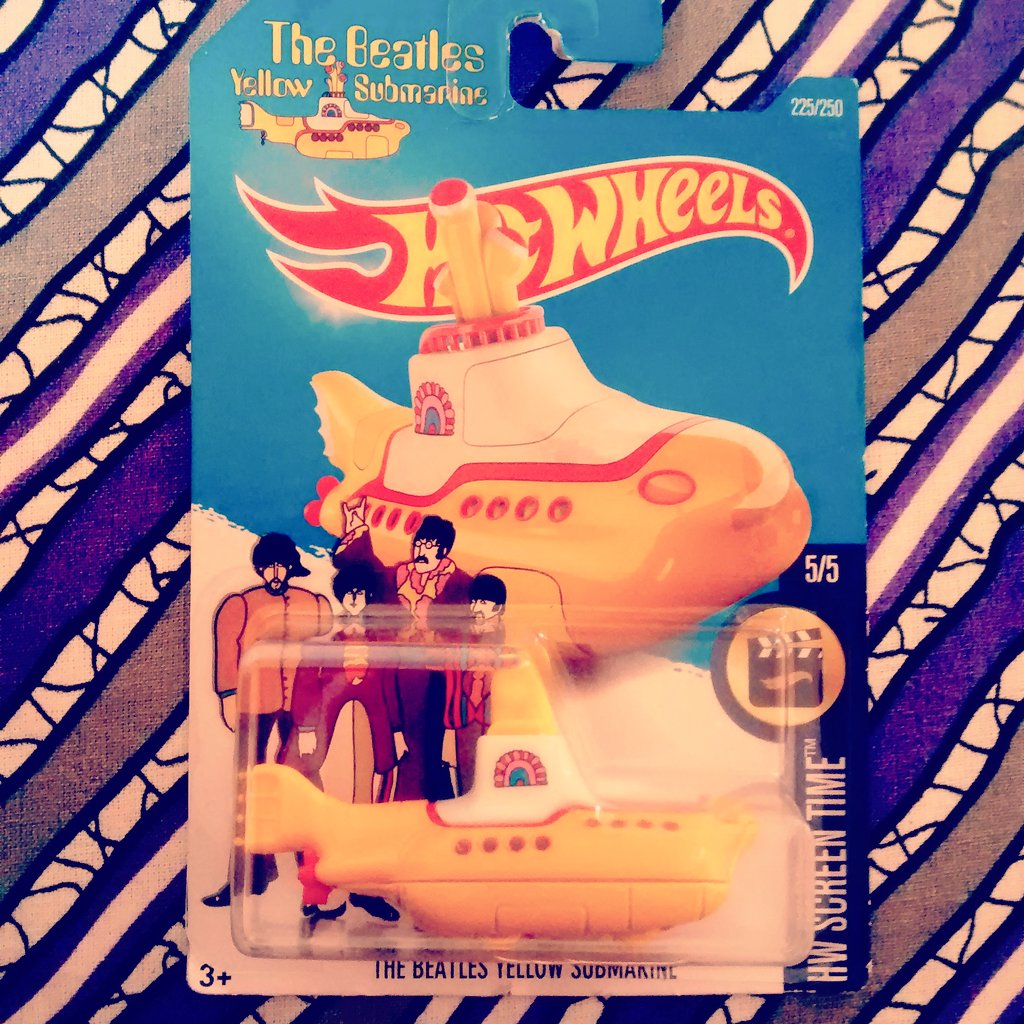 The Beatles
Yellow Submarine
225/250
Hot Wheels
5/5
HW SCREEN TIME™
3+
THE BEATLES YELLOW SUBMARINE